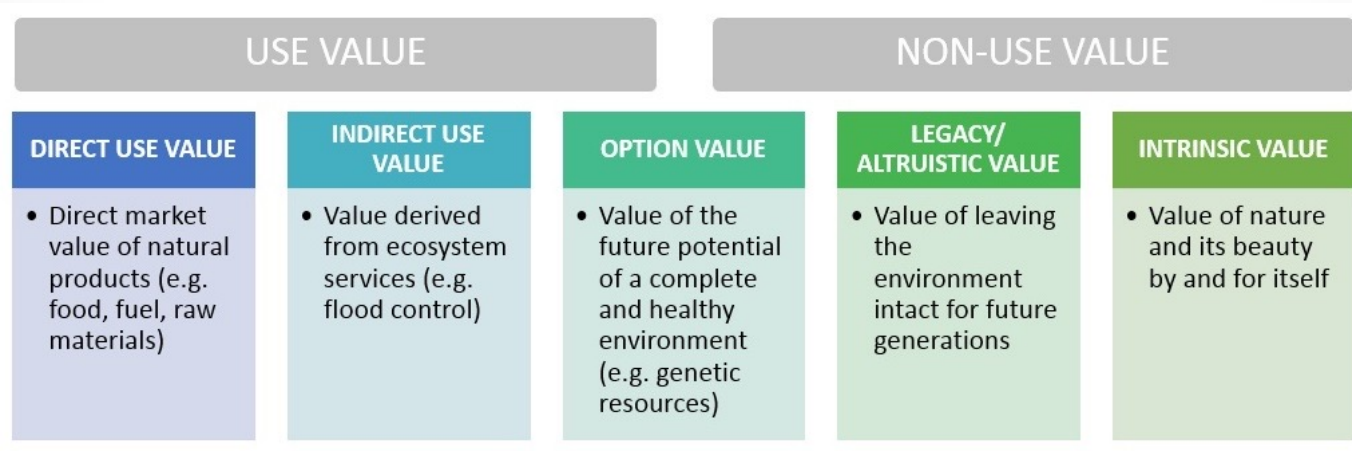 USE VALUE
NON-USE VALUE
DIRECT USE VALUE
• Direct market
value of natural
products (e.g.
food, fuel, raw
materials)
INDIRECT USE
VALUE
• Value derived
from ecosystem
services (e.g.
flood control)
OPTION VALUE
• Value of the
future potential
of a complete
and healthy
environment
(e.g. genetic
resources)
LEGACY/
ALTRUISTIC VALUE
• Value of leaving
the
environment
intact for future
generations
INTRINSIC VALUE
• Value of nature
and its beauty
by and for itself